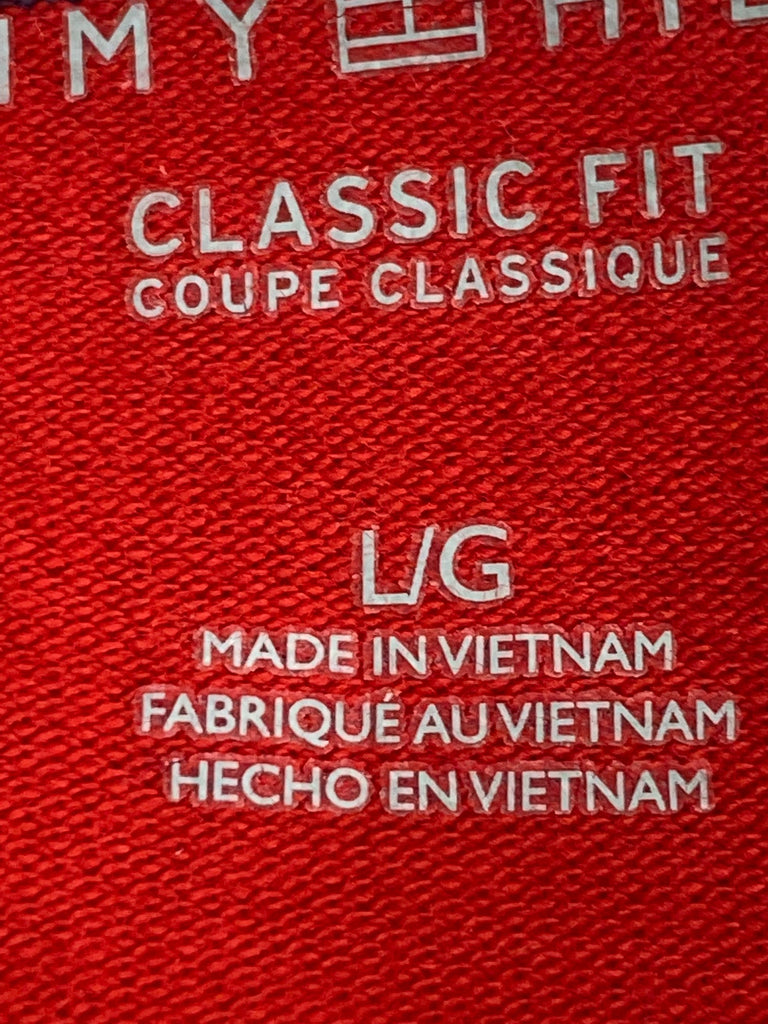 CLASSIC FIT
COUPE CLASSIQUE
L/G
MADE IN VIETNAM
FABRIQUÉ AU VIETNAM
HECHO EN VIETNAM